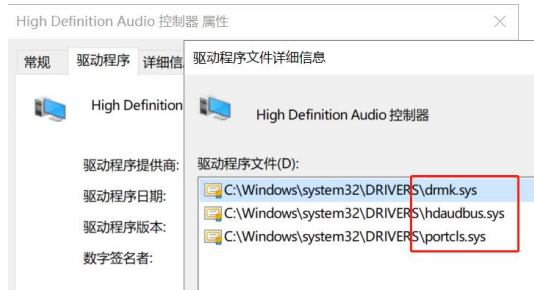 High Definition Audio 控制器 属性
常规 驱动程序 详细信
驱动程序文件详细信息
High Definition
High Definition Audio 控制器
驱动程序提供商:
驱动程序日期:
驱动程序版本:
数字签名者:
驱动程序文件(D):
C:\Windows\system32\DRIVERS\drmk.sys
C:\Windows\system32\DRIVERS\hdaudbus.sys
C:\Windows\system32\DRIVERS\portcls.sys